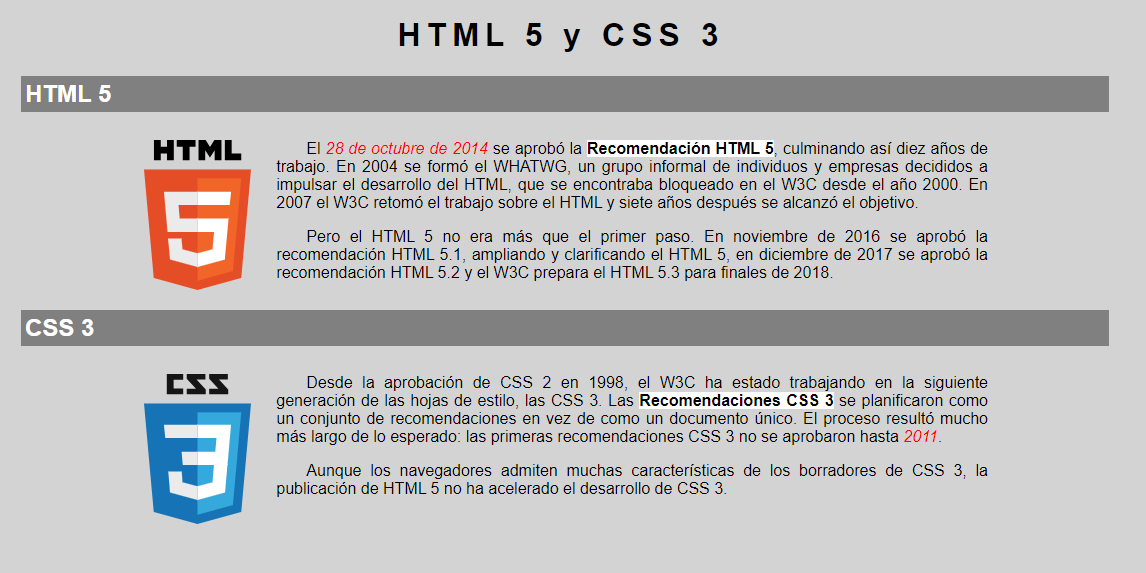 HTML 5 y CSS 3
HTML 5
HTML
5
El 28 de octubre de 2014 se aprobó la Recomendación HTML 5, culminando así diez años de
trabajo. En 2004 se formó el WHATWG, un grupo informal de individuos y empresas decididos a
impulsar el desarrollo del HTML, que se encontraba bloqueado en el W3C desde el año 2000. En
2007 el W3C retomó el trabajo sobre el HTML y siete años después se alcanzó el objetivo.
Pero el HTML 5 no era más que el primer paso. En noviembre de 2016 se aprobó la
recomendación HTML 5.1, ampliando y clarificando el HTML 5, en diciembre de 2017 se aprobó la
recomendación HTML 5.2 y el W3C prepara el HTML 5.3 para finales de 2018.
CSS 3
CSS
3
Desde la aprobación de CSS 2 en 1998, el W3C ha estado trabajando en la siguiente
generación de las hojas de estilo, las CSS 3. Las Recomendaciones CSS 3 se planificaron como
un conjunto de recomendaciones en vez de como un documento único. El proceso resultó mucho
más largo de lo esperado: las primeras recomendaciones CSS 3 no se aprobaron hasta 2011.
Aunque los navegadores admiten muchas características de los borradores de CSS 3, la
publicación de HTML 5 no ha acelerado el desarrollo de CSS 3.